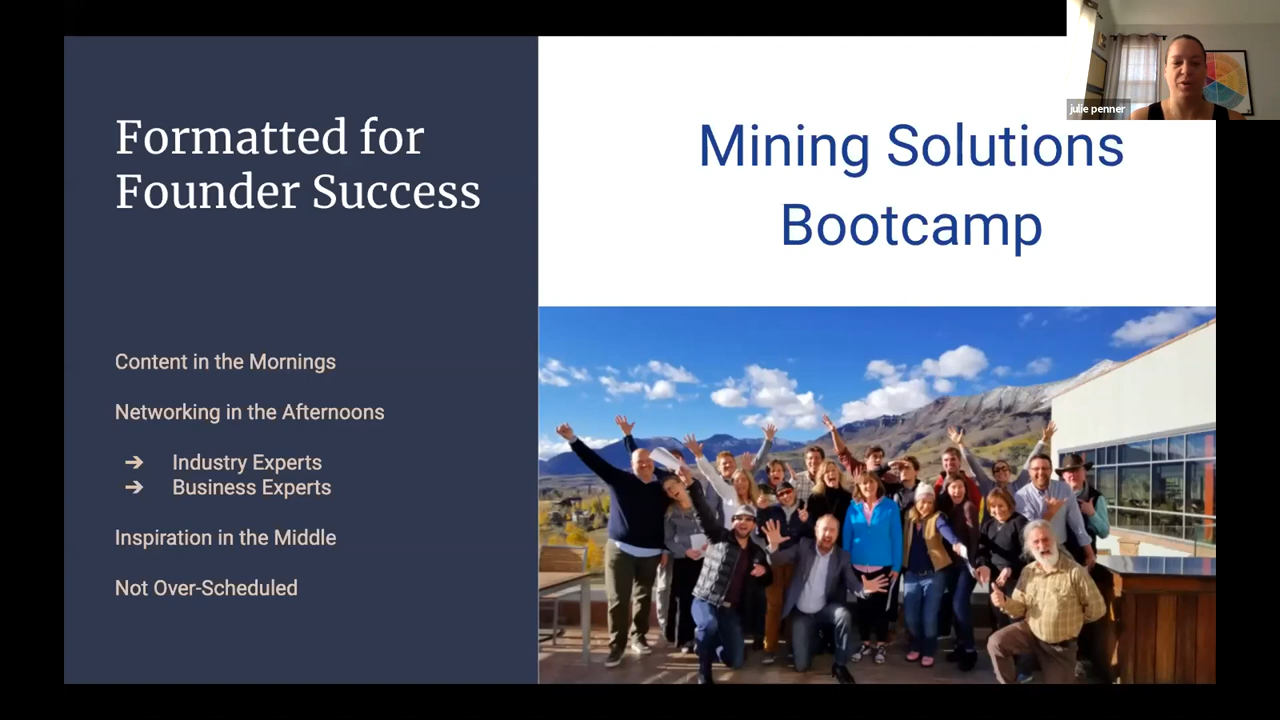 Formatted for
Founder Success
Content in the Mornings
Networking in the Afternoons
➔ Industry Experts
➔ Business Experts
Inspiration in the Middle
Not Over-Scheduled
Mining Solutions
Bootcamp
julie penner